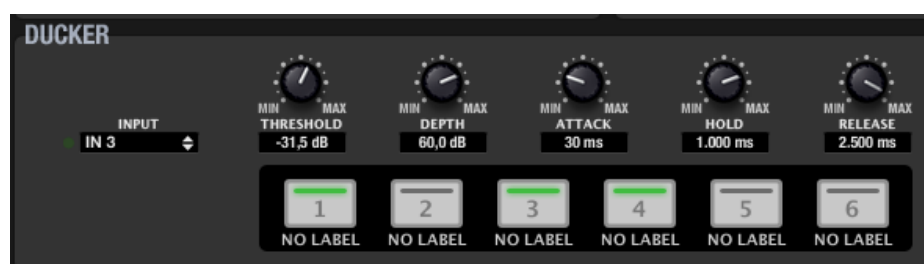 DUCKER
MIN MAX MIN MAX MIN MAX MIN MAX MIN MAX
INPUT THRESHOLD DEPTH ATTACK HOLD RELEASE
IN 3 -31,5 dB 60,0 dB 30 ms 1.000 ms 2.500 ms
1 2 3 4 5 6
NO LABEL NO LABEL NO LABEL NO LABEL NO LABEL NO LABEL